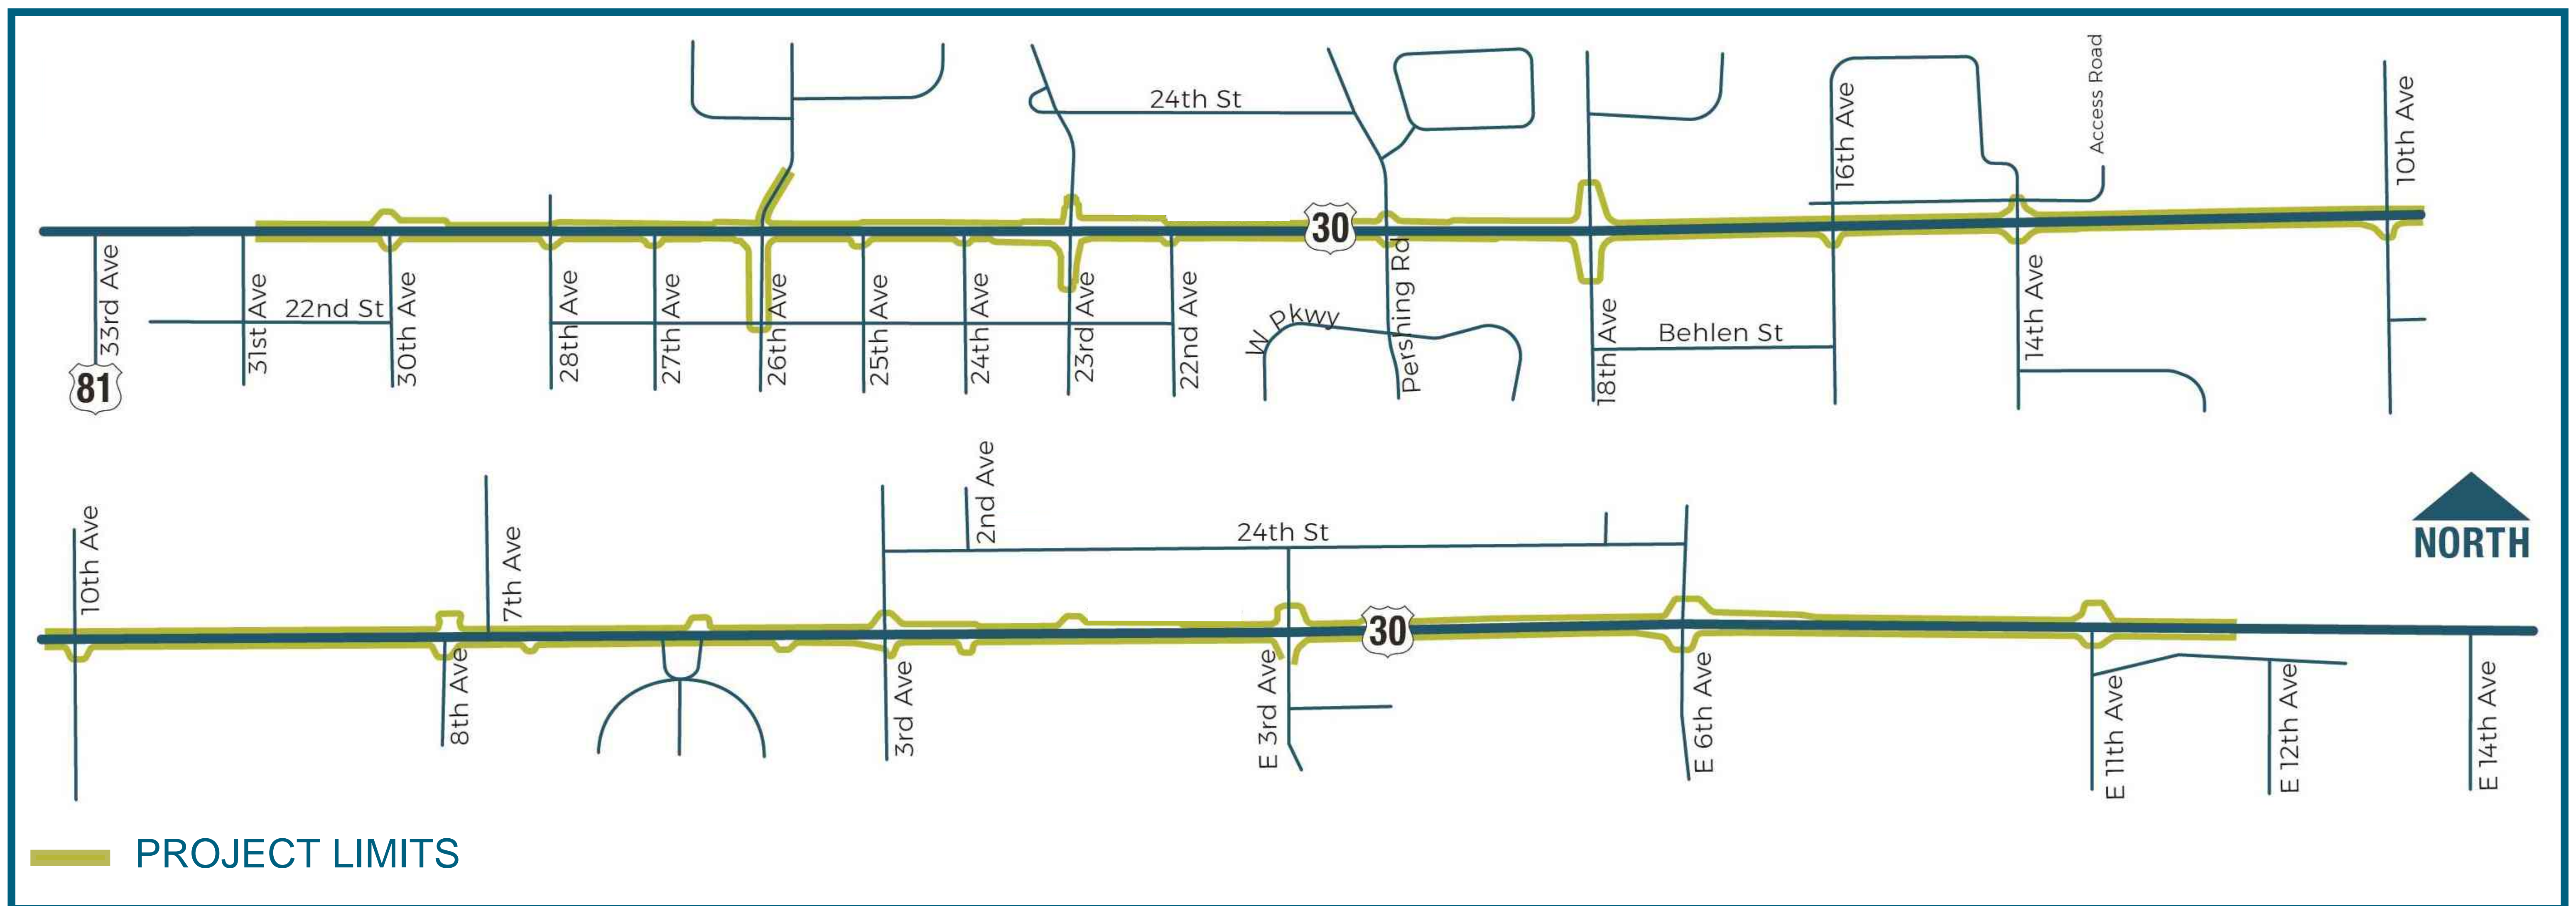 24th St
16th Ave
Access Road
10th Ave
30
33rd Ave
81
31st Ave
22nd St
30th Ave
28th Ave
27th Ave
26th Ave
25th Ave
24th Ave
23rd Ave
22nd Ave
W Pkwy
Pershing Rd
18th Ave
Behlen St
14th Ave
10th Ave
7th Ave
2nd Ave
24th St
NORTH
30
8th Ave
3rd Ave
E 3rd Ave
E 6th Ave
E 11th Ave
E 12th Ave
E 14th Ave
PROJECT LIMITS